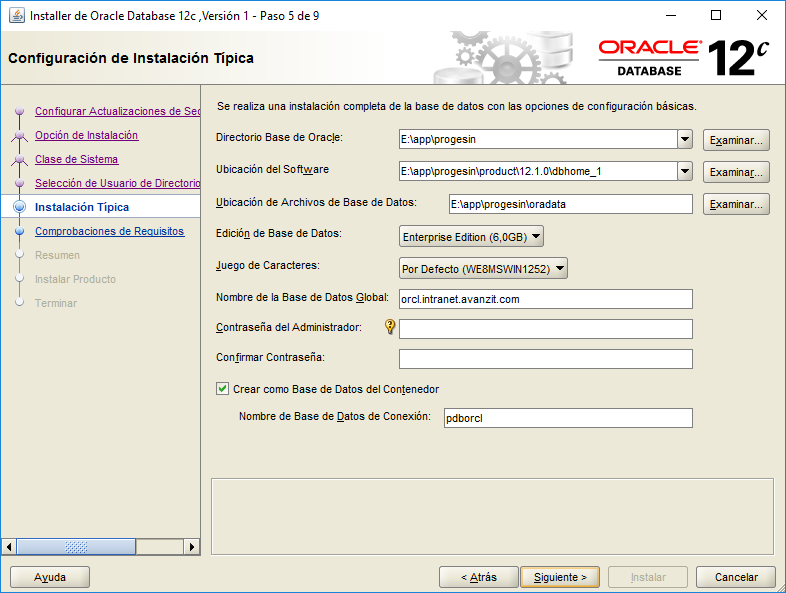 Installer de Oracle Database 12c ,Versión 1 - Paso 5 de 9
Configuración de Instalación Típica
ORACLE
DATABASE
12c
Configurar Actualizaciones de Sec
Opción de Instalación
Clase de Sistema
Selección de Usuario de Directorio
Instalación Típica
Comprobaciones de Requisitos
Resumen
Instalar Producto
Terminar
Se realiza una instalación completa de la base de datos con las opciones de configuración básicas.
Directorio Base de Oracle: E:\app\progesin Examinar...
Ubicación del Software E:\app\progesin\product\12.1.0\dbhome_1 Examinar...
Ubicación de Archivos de Base de Datos: E:\app\progesin\oradata Examinar...
Edición de Base de Datos: Enterprise Edition (6,0GB)
Juego de Caracteres: Por Defecto (WE8MSWIN1252)
Nombre de la Base de Datos Global: orcl.intranet.avanzit.com
Contraseña del Administrador:
Confirmar Contraseña:
Crear como Base de Datos del Contenedor
Nombre de Base de Datos de Conexión: pdborcl
Ayuda < Atrás Siguiente > Instalar Cancelar